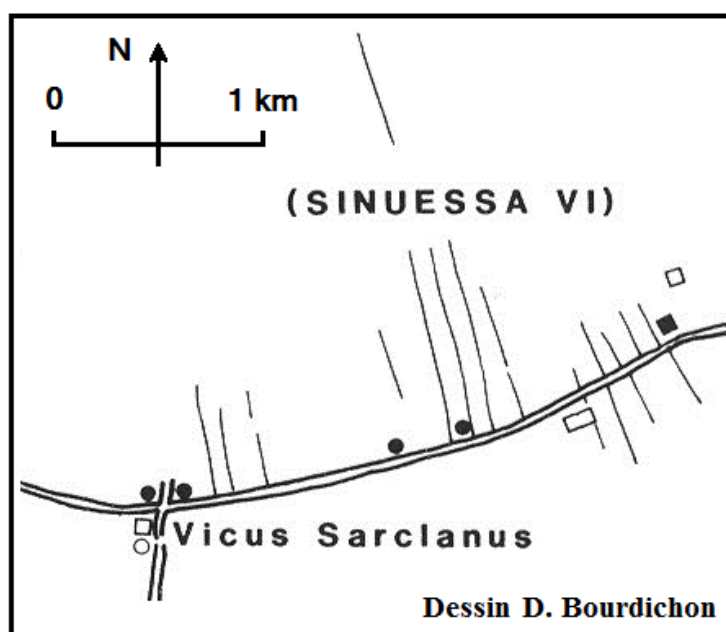 N
0 1 km
(SINUESSA VI)
Vicus Sarclanus
Dessin D. Bourdichon